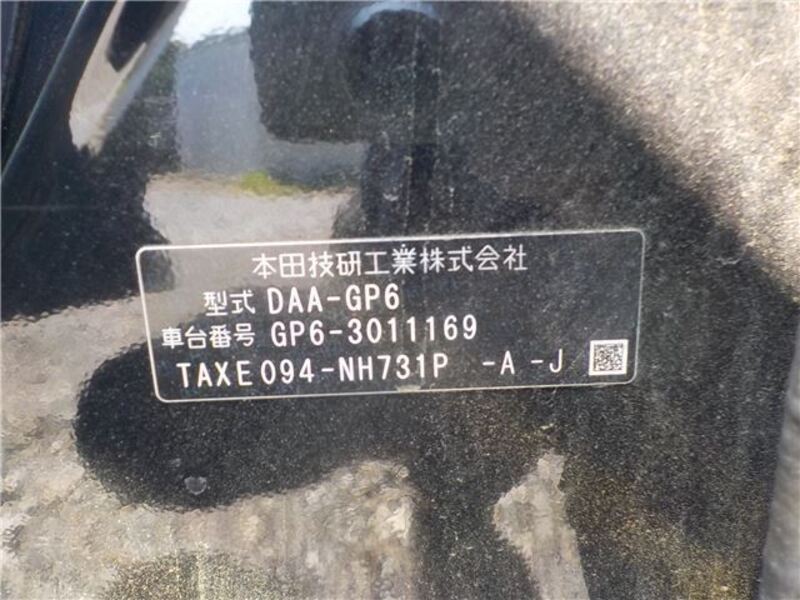 本田技研工業株式会社
型式 DAA-GP6
車台番号 GP6-3011169
TAXE094-NH731P -A -J